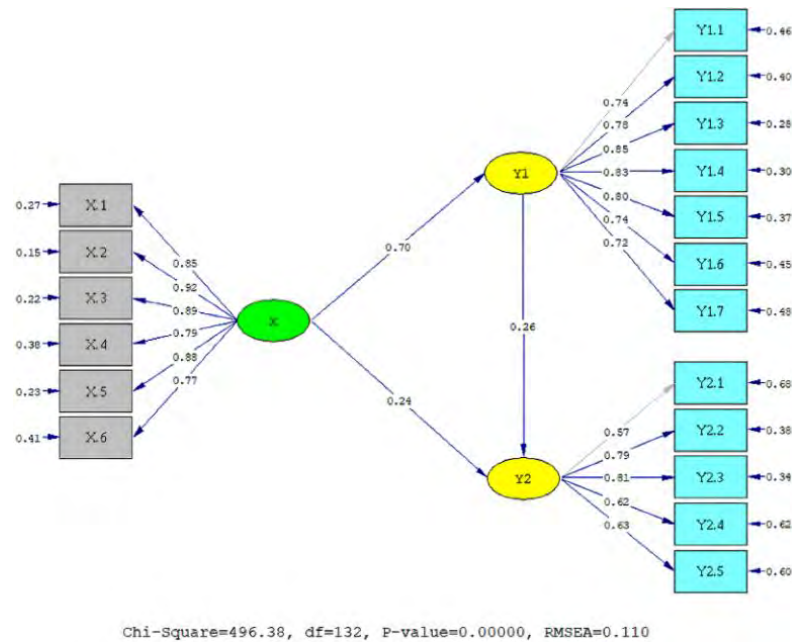 Y1.1
0.46
Y1.2
0.40
0.74
0.78
Y1.3
0.28
0.85
Y1
0.83
Y1.4
0.30
0.80
0.74
Y1.5
0.37
0.72
Y1.6
0.45
Y1.7
0.48
0.27
X.1
0.15
X.2
0.22
X.3
0.38
X.4
0.23
X.5
0.41
X.6
0.85
0.92
0.89
0.79
0.88
0.77
X
0.70
0.26
0.24
Y2
Y2.1
0.68
0.57
Y2.2
0.38
0.79
0.81
Y2.3
0.34
0.62
0.63
Y2.4
0.62
Y2.5
0.60
Chi-Square=496.38, df=132, P-value=0.00000, RMSEA=0.110